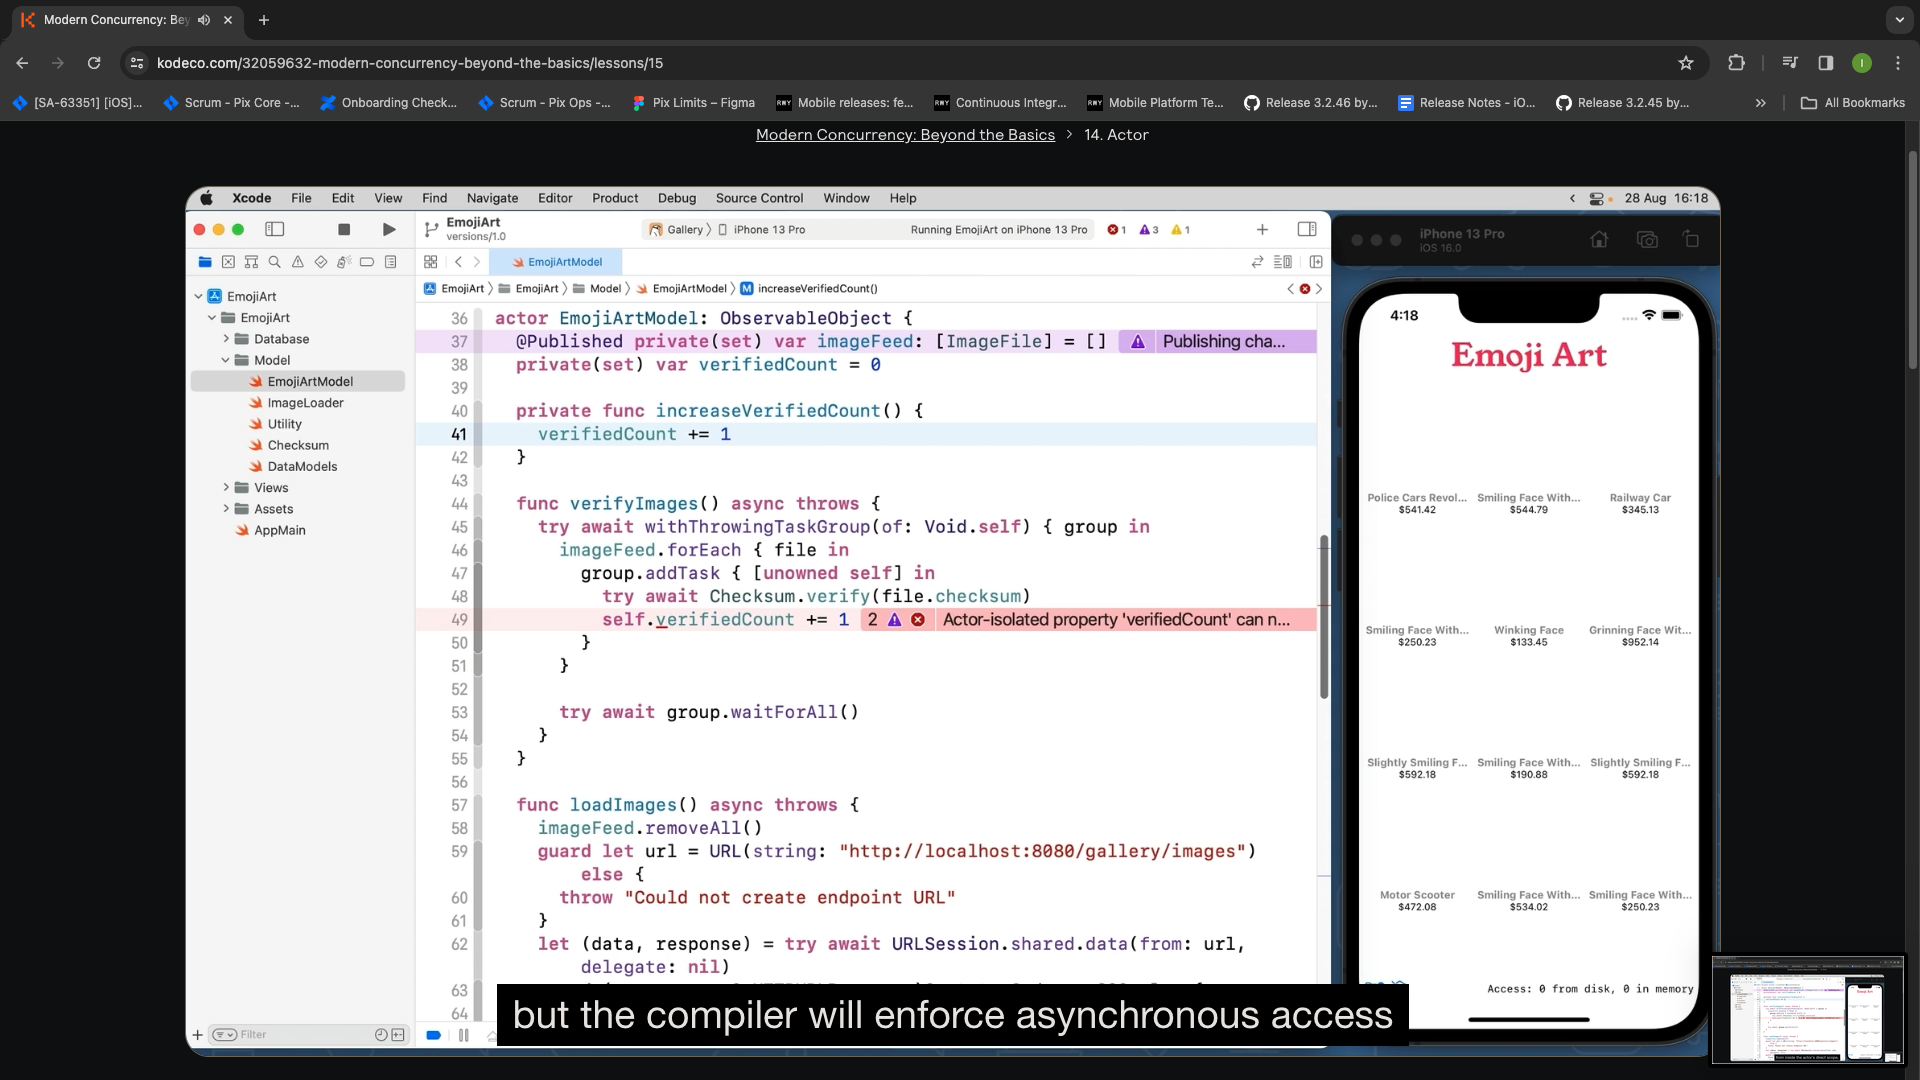 Modern Concurrency: Bey
kodeco.com/32059632-modern-concurrency-beyond-the-basics/lessons/15
I
[SA-63351] [iOS]...
Scrum - Pix Core -...
Onboarding Check...
Scrum - Pix Ops -...
Pix Limits – Figma
Mobile releases: fe...
Continuous Integr...
Mobile Platform Te...
Release 3.2.46 by...
Release Notes - iO...
Release 3.2.45 by...
All Bookmarks
Modern Concurrency: Beyond the Basics > 14. Actor
Xcode File Edit View Find Navigate Editor Product Debug Source Control Window Help
28 Aug 16:18
EmojiArt
versions/1.0
Gallery
iPhone 13 Pro
Running EmojiArt on iPhone 13 Pro
1 3 1
EmojiArtModel
EmojiArt
EmojiArt
Model
EmojiArtModel
M increaseVerifiedCount()
EmojiArt
EmojiArt
Database
Model
EmojiArtModel
ImageLoader
Utility
Checksum
DataModels
Views
Assets
AppMain
Filter
36 actor EmojiArtModel: ObservableObject {
37 @Published private(set) var imageFeed: [ImageFile] = [] Publishing cha...
38 private(set) var verifiedCount = 0
39
40 private func increaseVerifiedCount() {
41 verifiedCount += 1
42 }
43
44 func verifyImages() async throws {
45 try await withThrowingTaskGroup(of: Void.self) { group in
46 imageFeed.forEach { file in
47 group.addTask { [unowned self] in
48 try await Checksum.verify(file.checksum)
49 self.verifiedCount += 1 2 Actor-isolated property 'verifiedCount' can n...
50 }
51 }
52
53 try await group.waitForAll()
54 }
55 }
56
57 func loadImages() async throws {
58 imageFeed.removeAll()
59 guard let url = URL(string: "http://localhost:8080/gallery/images")
else {
60 throw "Could not create endpoint URL"
61 }
62 let (data, response) = try await URLSession.shared.data(from: url,
delegate: nil)
63
64
but the compiler will enforce asynchronous access
iPhone 13 Pro
iOS 16.0
4:18
Emoji Art
Police Cars Revol... Smiling Face With... Railway Car
$541.42 $544.79 $345.13
Smiling Face With... Winking Face Grinning Face Wit...
$250.23 $133.45 $952.14
Slightly Smiling F... Smiling Face With... Slightly Smiling F...
$592.18 $190.88 $592.18
Motor Scooter Smiling Face With... Smiling Face With...
$472.08 $534.02 $250.23
Access: 0 from disk, 0 in memory